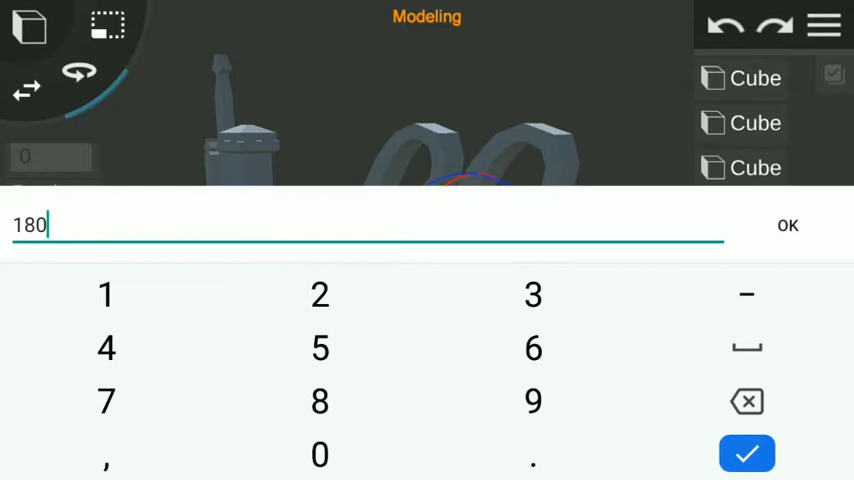 Modeling
Cube
Cube
Cube
0
180
OK
1 2 3 -
4 5 6
7 8 9
, 0 .